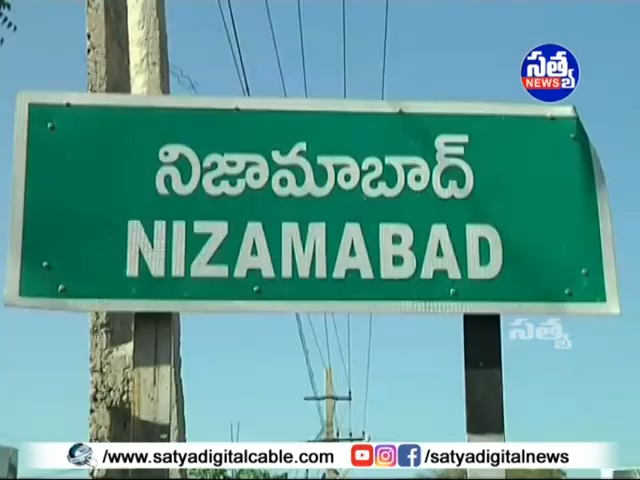 సత్య
NEWS
నిజామాబాద్
NIZAMABAD
సత్య
/www.satyadigitalcable.com/
/satyadigitalnews